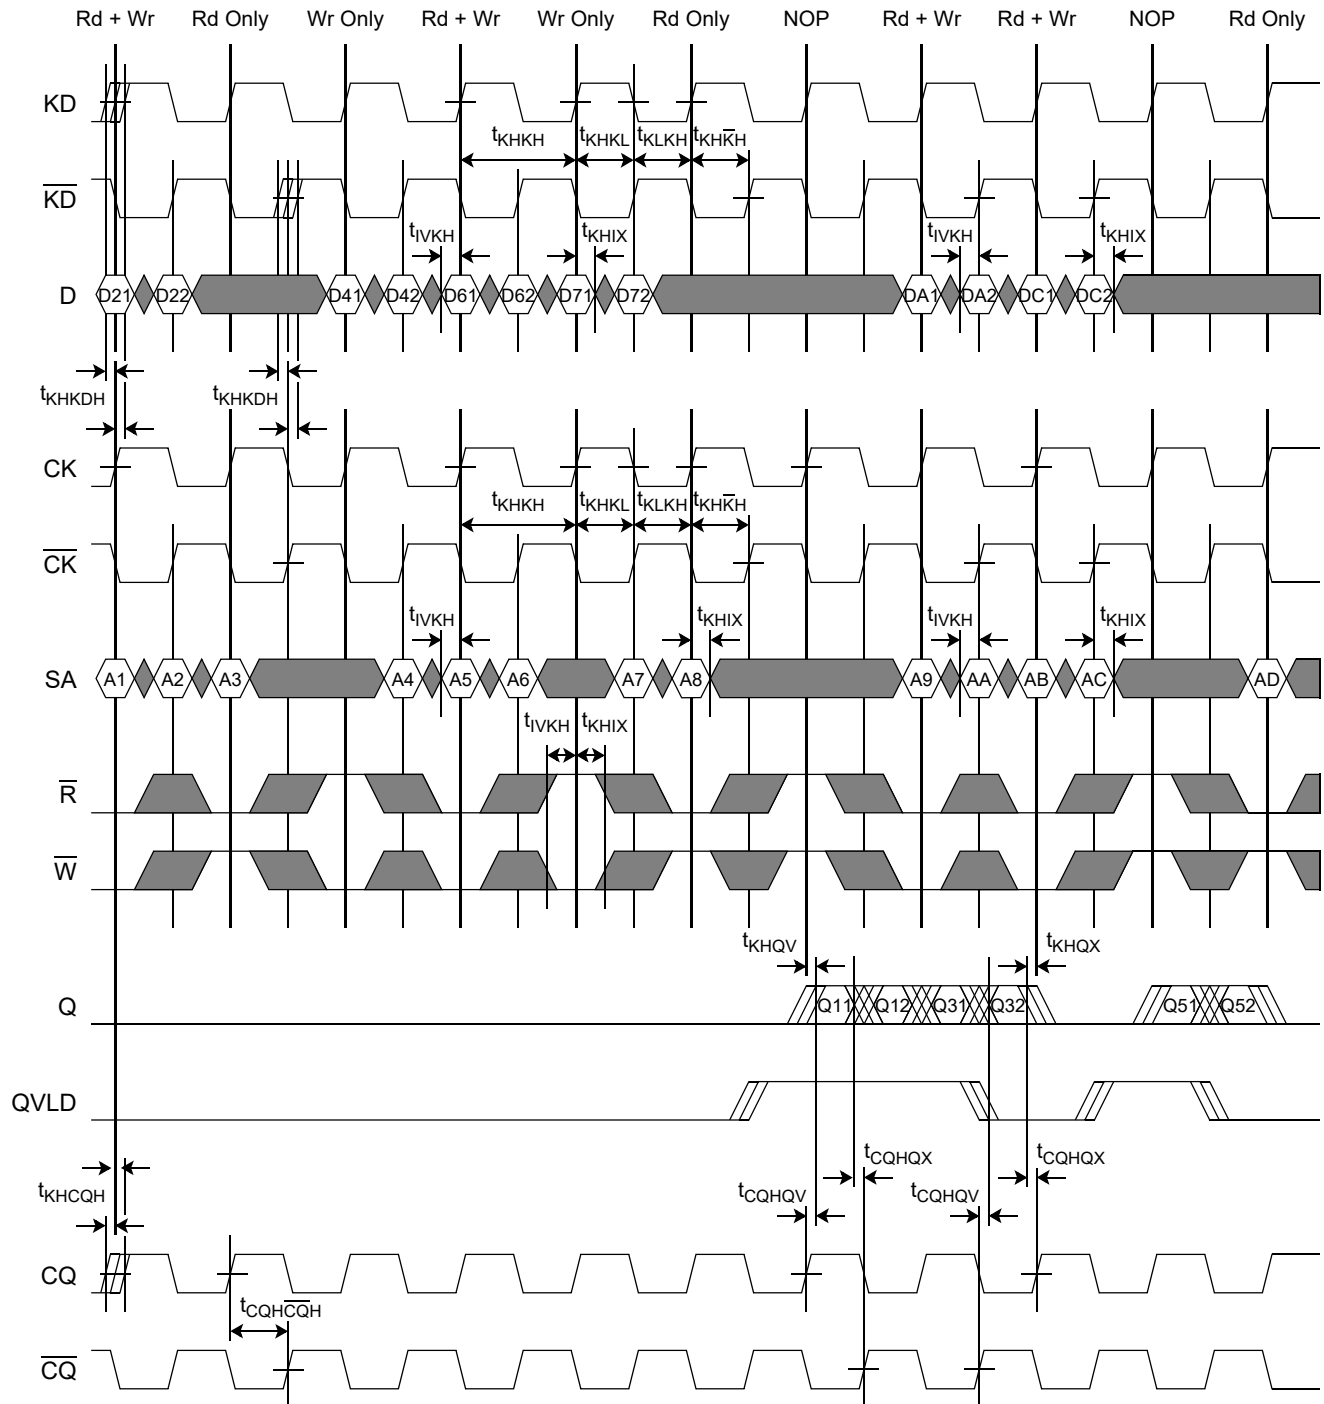 Rd + Wr Rd Only Wr Only Rd + Wr Wr Only Rd Only NOP Rd + Wr Rd + Wr NOP Rd Only
KD
tKHKH tKHKL tKLKH tKHK̅H
K̅D̅
tIVKH tKHIX tIVKH tKHIX
D D21 D22 D41 D42 D61 D62 D71 D72 DA1 DA2 DC1 DC2
tKHKDH tKHKDH
CK
tKHKH tKHKL tKLKH tKHK̅H
C̅K̅
tIVKH tKHIX tIVKH tKHIX
SA A1 A2 A3 A4 A5 A6 A7 A8 A9 AA AB AC AD
tIVKH tKHIX
R̅
W̅
tKHQV tKHQX
Q Q11 Q12 Q31 Q32 Q51 Q52
QVLD
tCQHQX tCQHQX
tKHCQH tCQHQV tCQHQV
CQ
tCQHC̅Q̅H
C̅Q̅